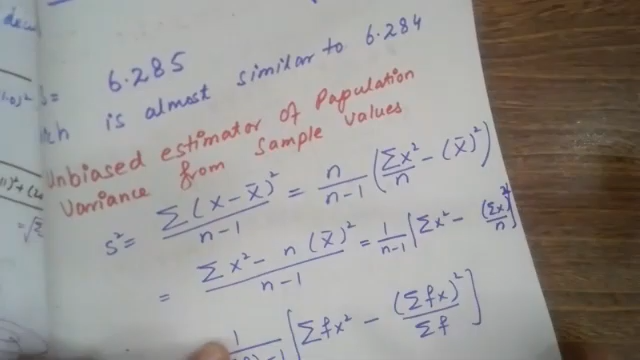 6.285
is almost similar to 6.284
Unbiased estimator of Papulation
Variance from Sample Values
s² = Σ(x-x̄)²/n-1 = n/n-1 (Σx²/n - (x̄)²)
= Σx² - n(x̄)²/n-1 = 1/n-1 [Σx² - (Σx)²/n]
[Σfx² - (Σfx)²/Σf]